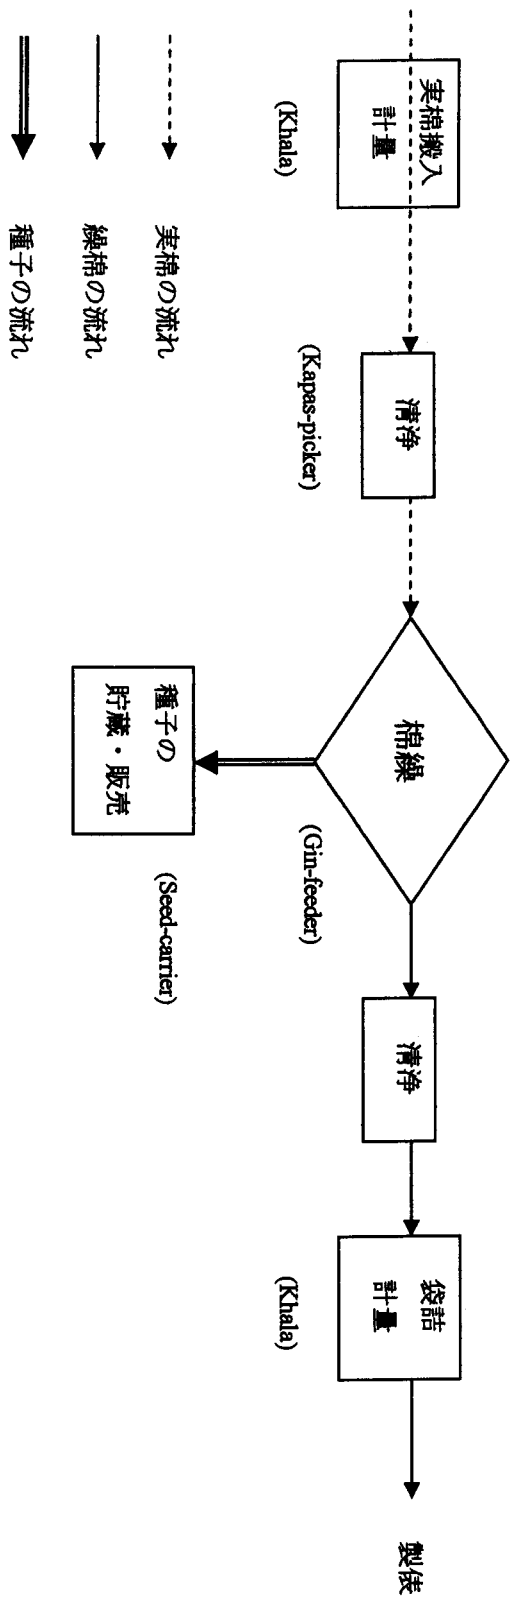 実棉搬入
計量
(Khala)
清浄
(Kapas-picker)
棉繰
(Gin-feeder)
種子の
貯蔵・販売
(Seed-carrier)
清浄
袋詰
計量
(Khala)
製俵
実棉の流れ
繰棉の流れ
種子の流れ